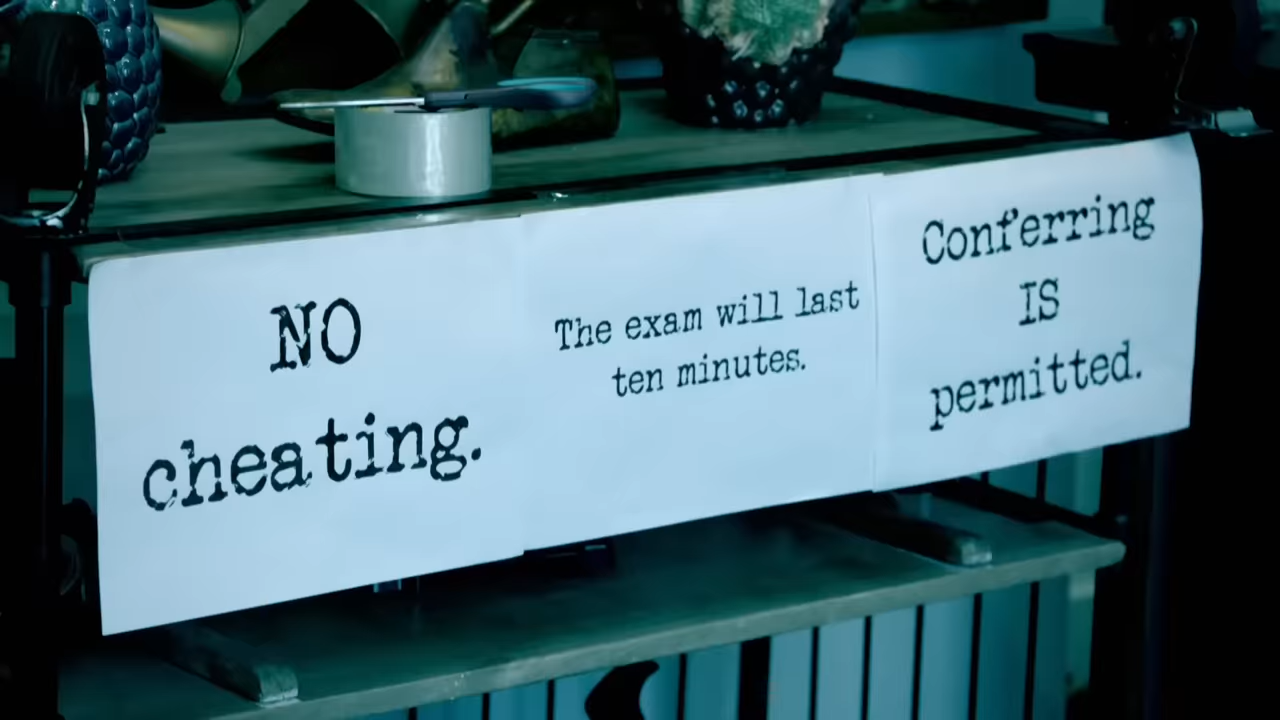 NO
cheating.
The exam will last
ten minutes.
Conferring
IS
permitted.